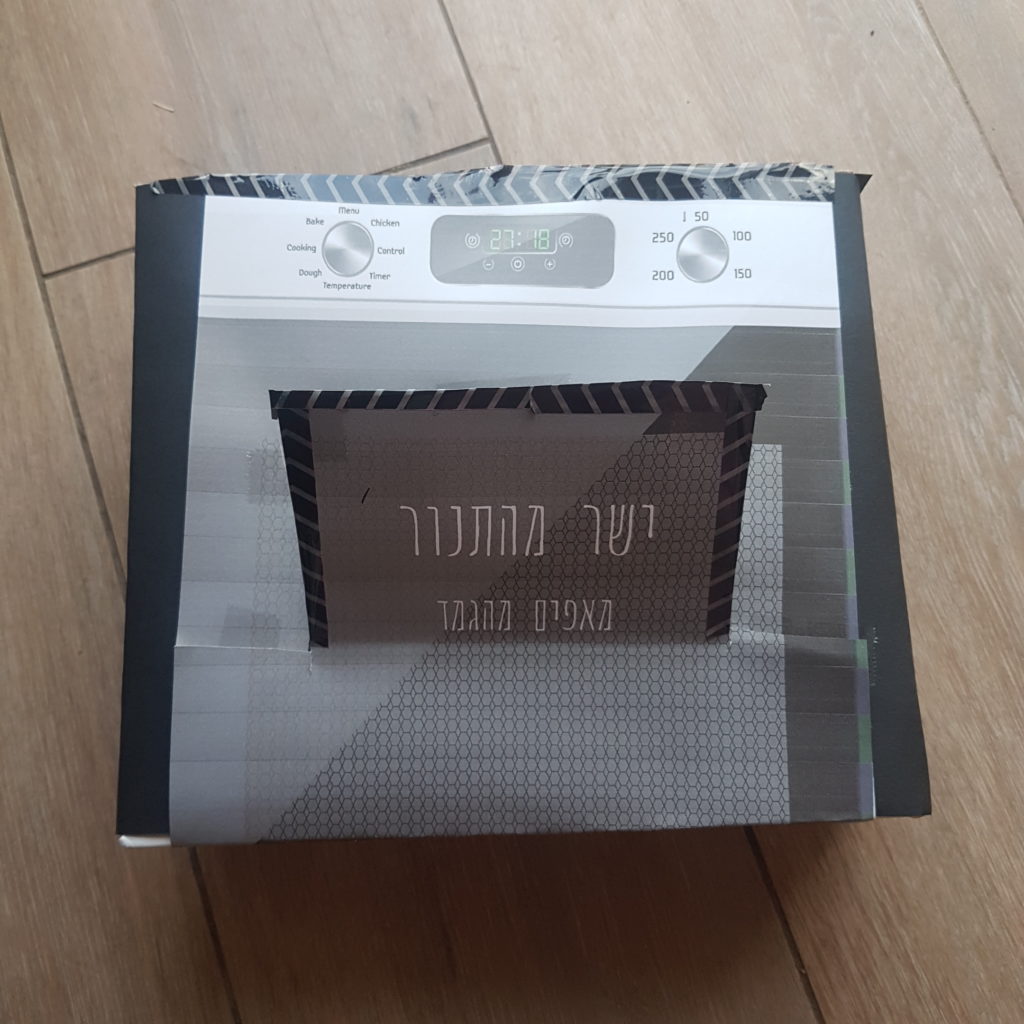 Menu
Bake Chicken
Cooking Control
Dough Timer
Temperature
27:18
50
250 100
200 150
ישר מהתנור
מאפים מהגמד